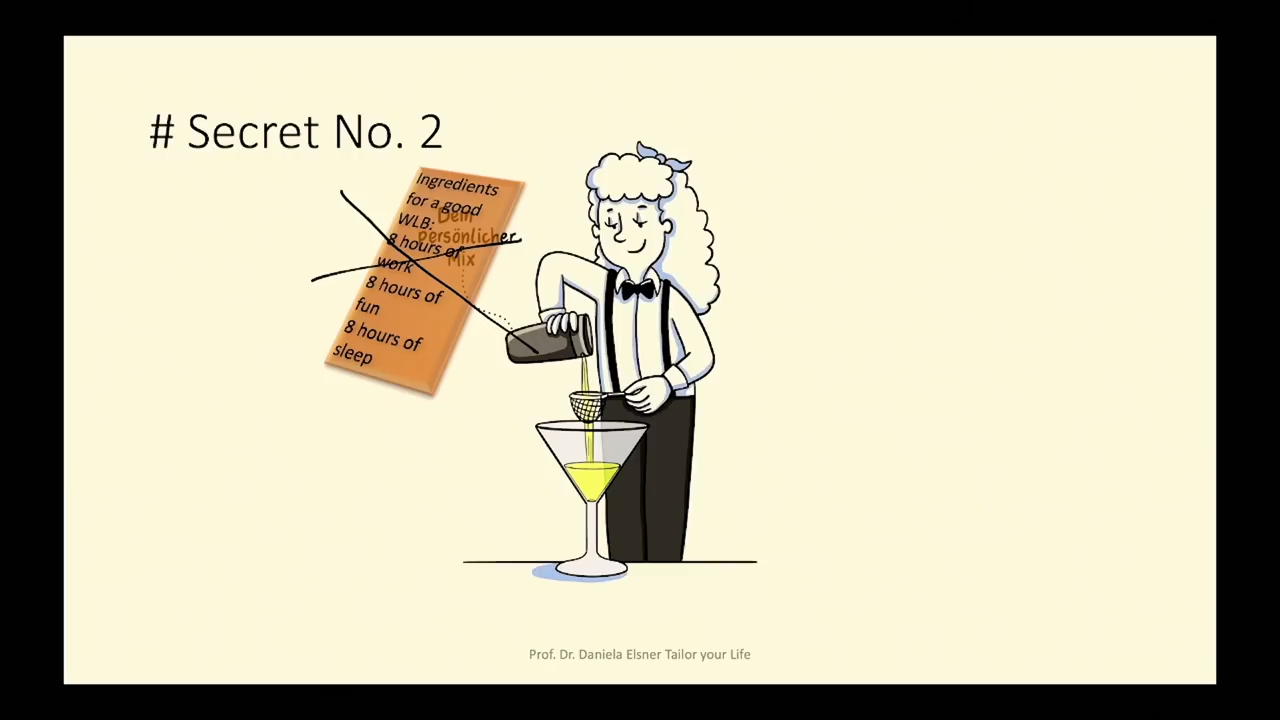 # Secret No. 2
Ingredients
for a good
WLB:
8 hours of
work
8 hours of
fun
8 hours of
sleep
Dein
persönlicher
Mix
Prof. Dr. Daniela Elsner Tailor your Life